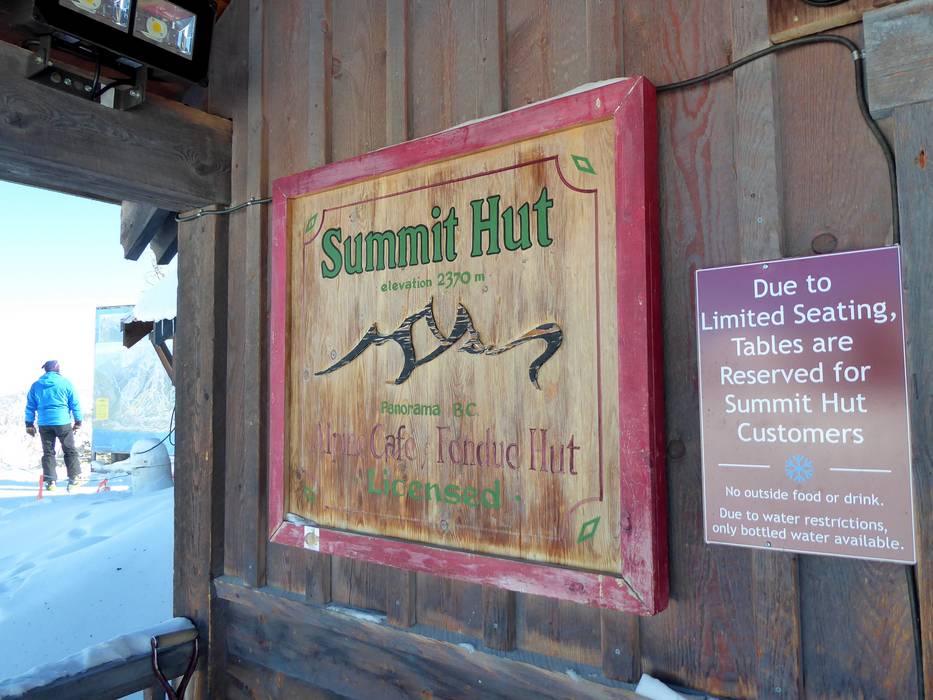 Summit Hut
elevation 2370 m
Panorama B.C.
Cafe, Fondue Hut
Licensed
Due to
Limited Seating,
Tables are
Reserved for
Summit Hut
Customers
No outside food or drink.
Due to water restrictions,
only bottled water available.